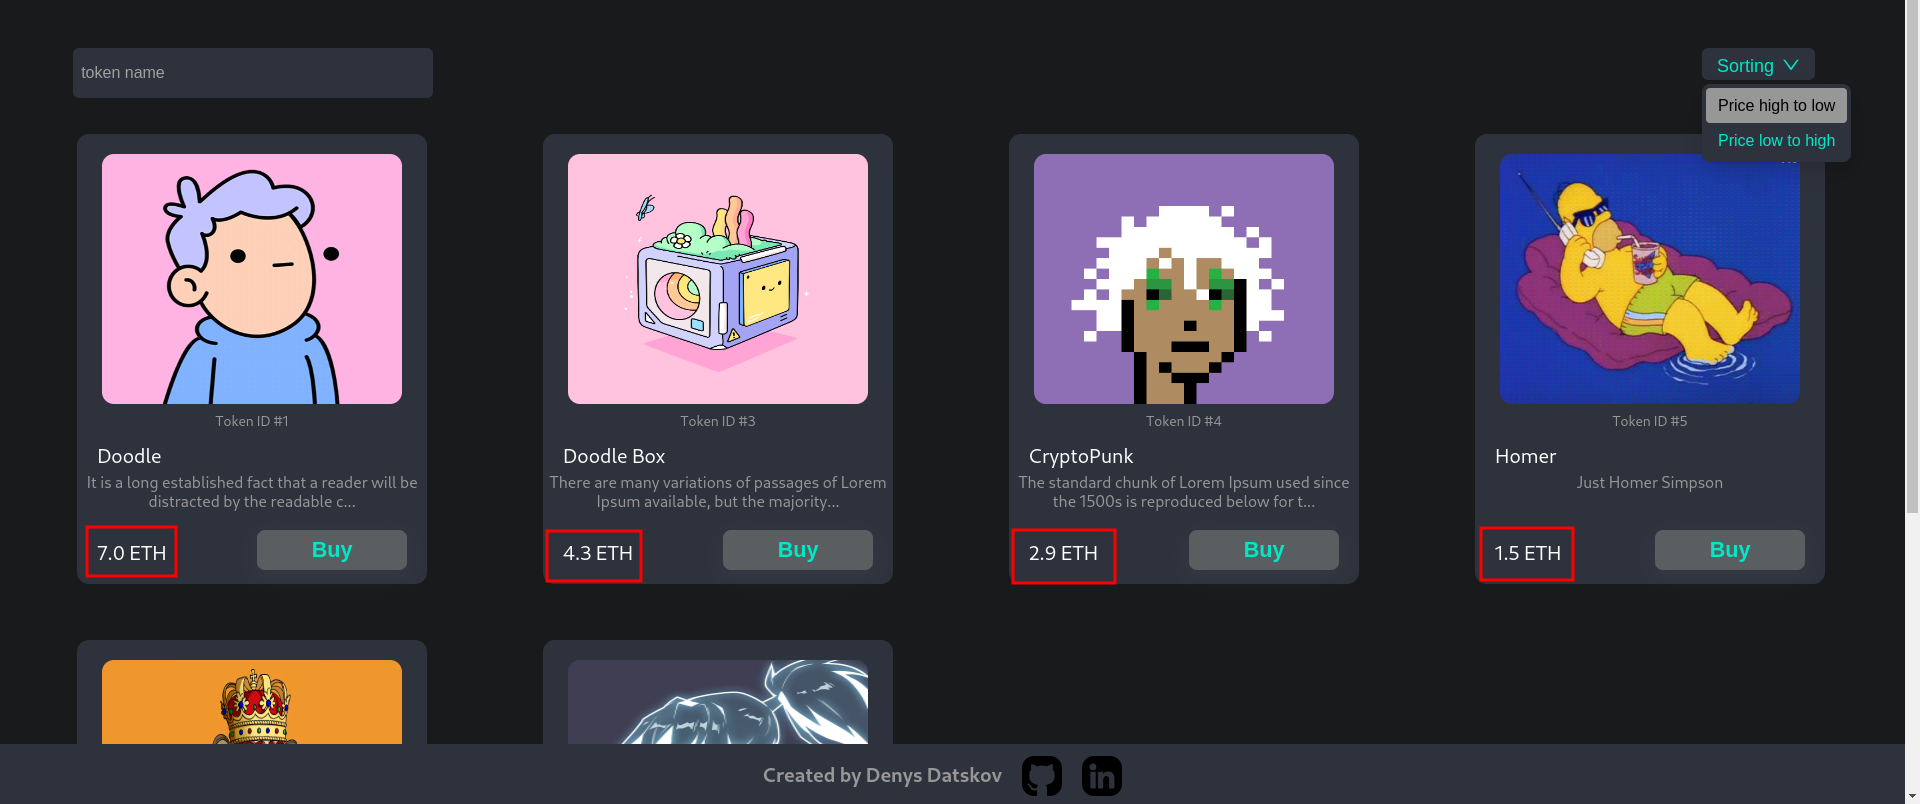 token name
Sorting
Price high to low
Price low to high
Token ID #1
Doodle
It is a long established fact that a reader will be
distracted by the readable c...
7.0 ETH
Buy
Token ID #3
Doodle Box
There are many variations of passages of Lorem
Ipsum available, but the majority...
4.3 ETH
Buy
Token ID #4
CryptoPunk
The standard chunk of Lorem Ipsum used since
the 1500s is reproduced below for t...
2.9 ETH
Buy
Token ID #5
Homer
Just Homer Simpson
1.5 ETH
Buy
Created by Denys Datskov
in